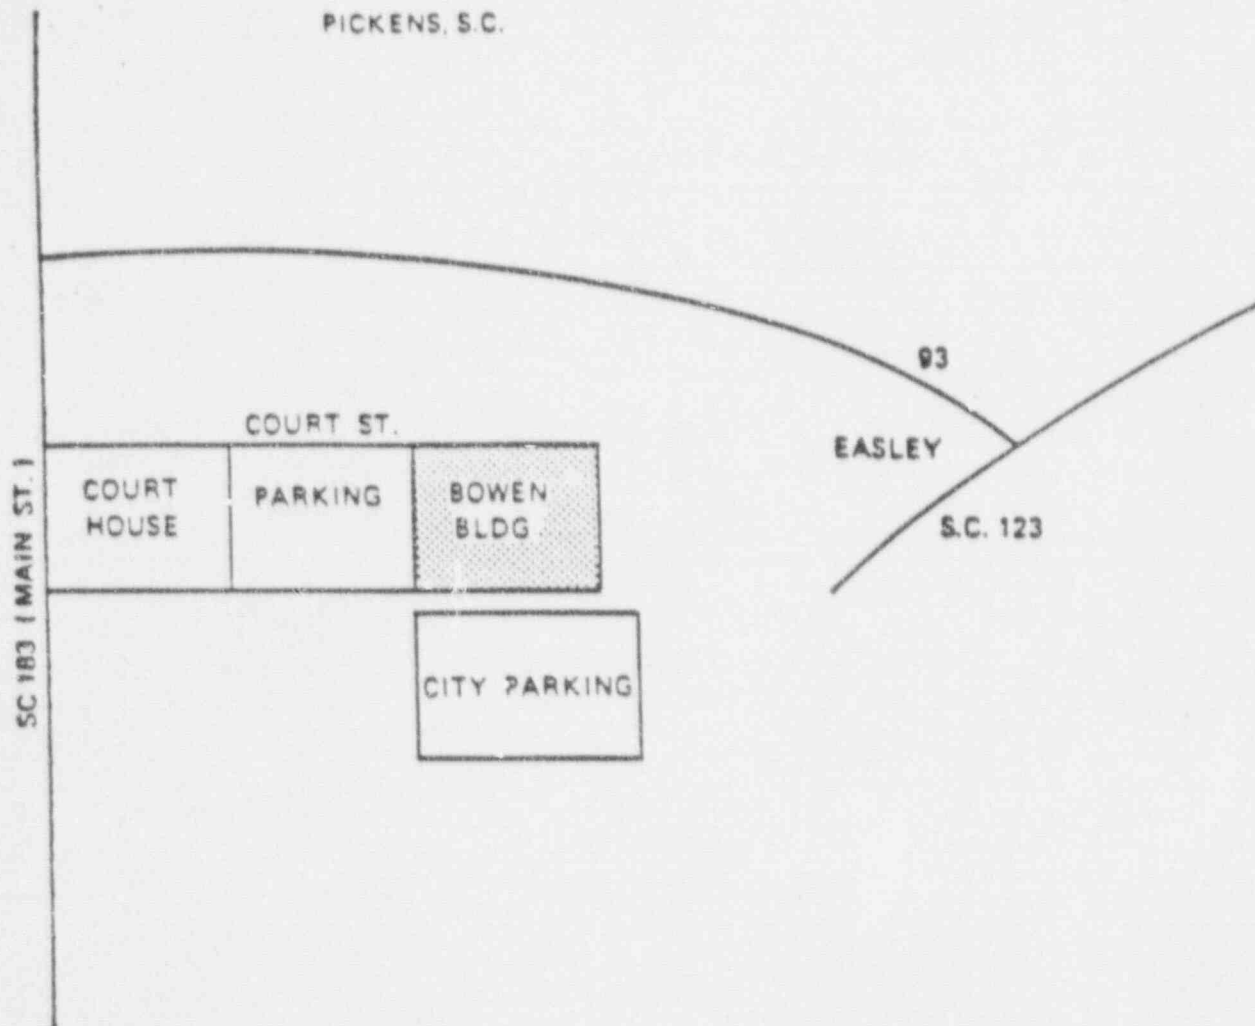 PICKENS, S.C.
93
COURT ST.
EASLEY
COURT
HOUSE
PARKING
BOWEN
BLDG
S.C. 123
SC 183 ( MAIN ST. )
CITY PARKING